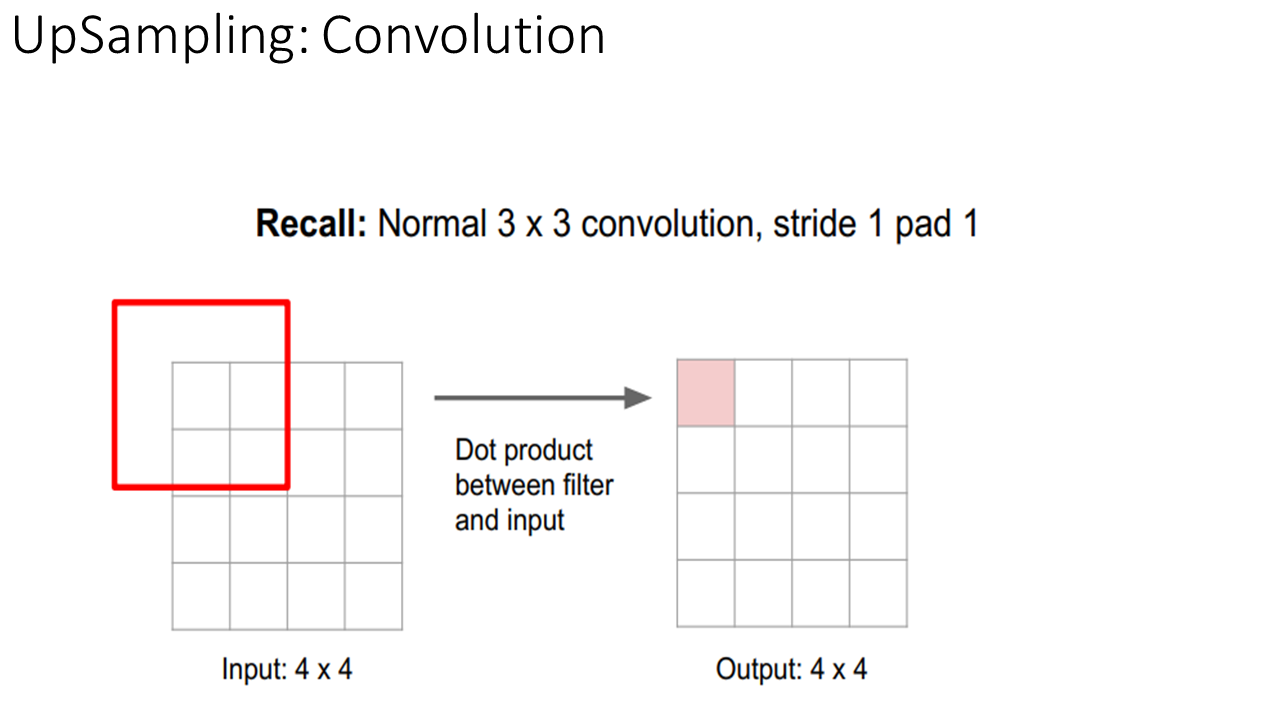 UpSampling: Convolution
Recall: Normal 3 x 3 convolution, stride 1 pad 1
Dot product
between filter
and input
Input: 4 x 4
Output: 4 x 4